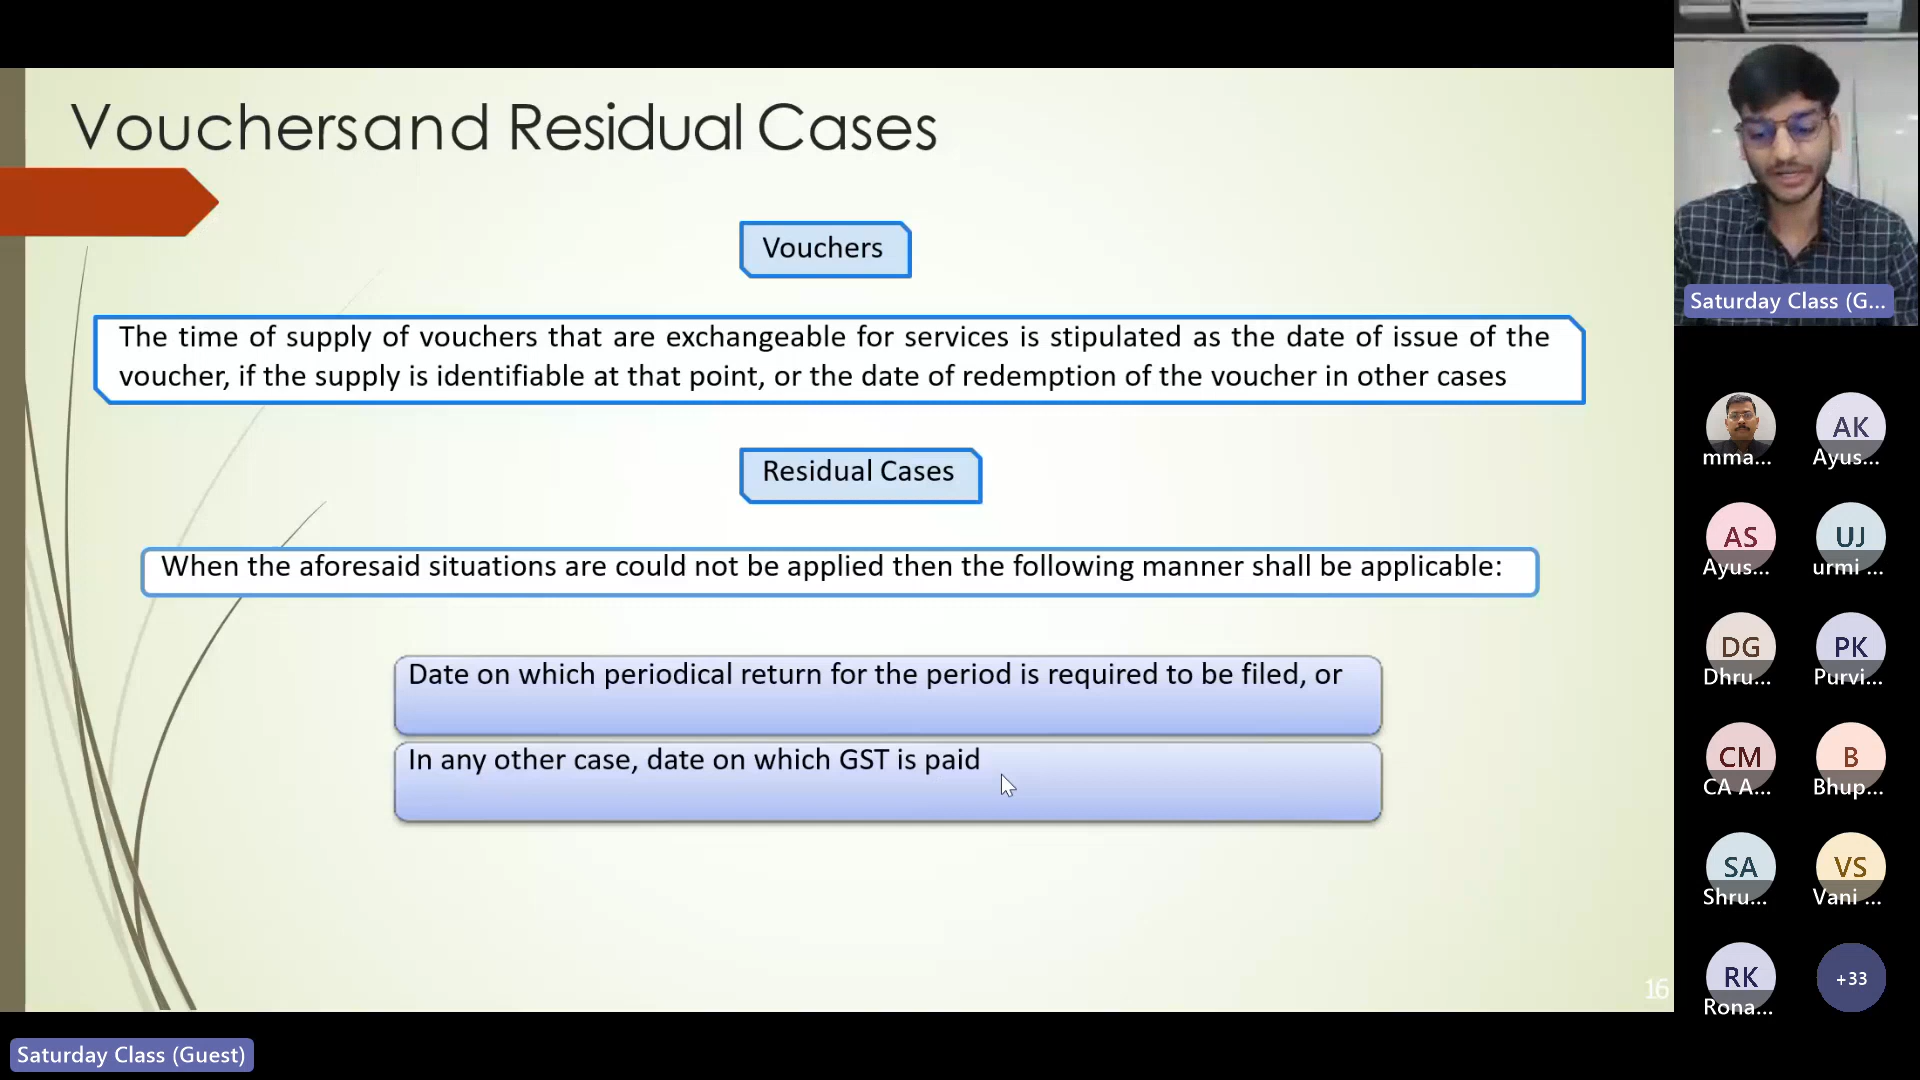 Vouchersand Residual Cases
Vouchers
The time of supply of vouchers that are exchangeable for services is stipulated as the date of issue of the
voucher, if the supply is identifiable at that point, or the date of redemption of the voucher in other cases
Residual Cases
When the aforesaid situations are could not be applied then the following manner shall be applicable:
Date on which periodical return for the period is required to be filed, or
In any other case, date on which GST is paid
16
Saturday Class (Guest)
Saturday Class (G...
mma...
AK
Ayus...
AS
Ayus...
UJ
urmi ...
DG
Dhru...
PK
Purvi...
CM
CA A...
B
Bhup...
SA
Shru...
VS
Vani ...
RK
Rona...
+33